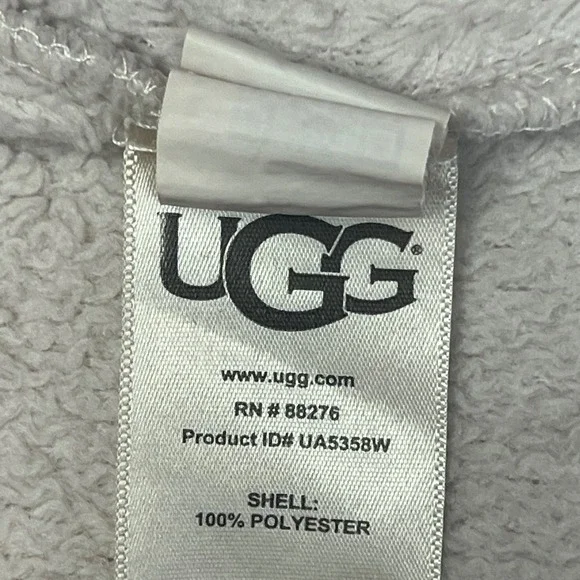 UGG®
www.ugg.com
RN # 88276
Product ID# UA5358W
SHELL:
100% POLYESTER